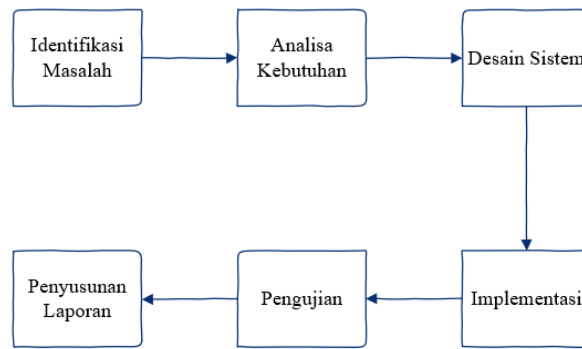 Identifikasi
Masalah
Analisa
Kebutuhan
Desain Sistem
Penyusunan
Laporan
Pengujian
Implementasi